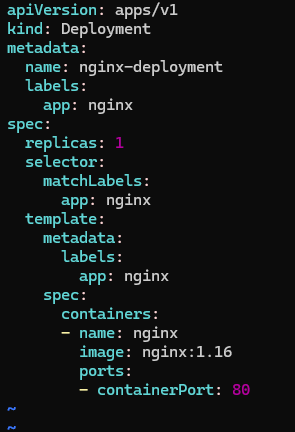 apiVersion: apps/v1
kind: Deployment
metadata:
  name: nginx-deployment
  labels:
    app: nginx
spec:
  replicas: 1
  selector:
    matchLabels:
      app: nginx
  template:
    metadata:
      labels:
        app: nginx
    spec:
      containers:
      - name: nginx
        image: nginx:1.16
        ports:
        - containerPort: 80
~
~